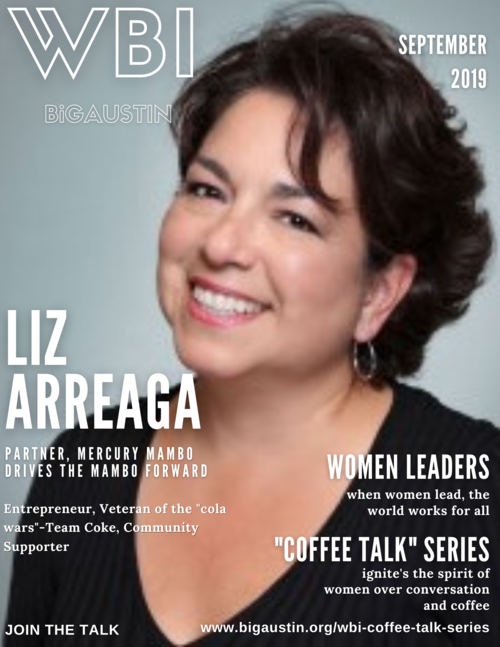 WBI
SEPTEMBER
2019
BiGAUSTIN
LIZ
ARREAGA
PARTNER, MERCURY MAMBO
DRIVES THE MAMBO FORWARD
Entrepreneur, Veteran of the "cola
wars"-Team Coke, Community
Supporter
WOMEN LEADERS
when women lead, the
world works for all
"COFFEE TALK" SERIES
ignite's the spirit of
women over conversation
and coffee
JOIN THE TALK
www.bigaustin.org/wbi-coffee-talk-series